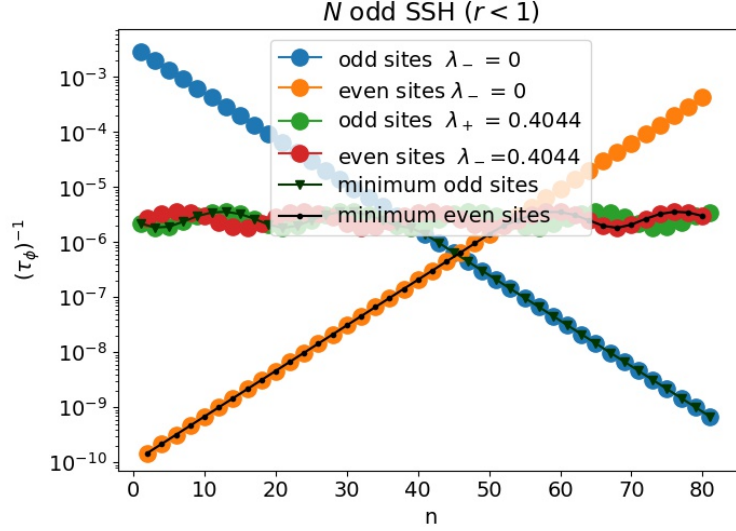 N odd SSH (r < 1)
odd sites λ₋ = 0
even sites λ₋ = 0
odd sites λ₊ = 0.4044
even sites λ₋=0.4044
minimum odd sites
minimum even sites
(τ_ϕ)⁻¹
10⁻³
10⁻⁴
10⁻⁵
10⁻⁶
10⁻⁷
10⁻⁸
10⁻⁹
10⁻¹⁰
0 10 20 30 40 50 60 70 80
n